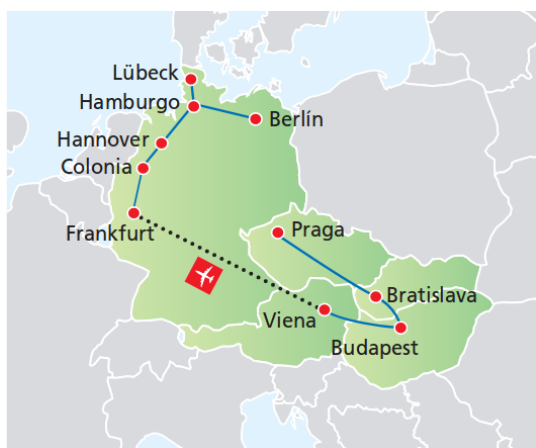 Lübeck
Hamburgo
Berlín
Hannover
Colonia
Frankfurt
Praga
Bratislava
Viena
Budapest